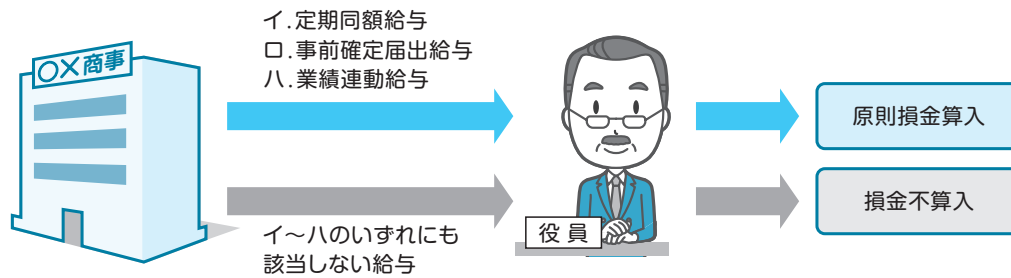 イ.定期同額給与
ロ.事前確定届出給与
ハ.業績連動給与
〇×商事
原則損金算入
損金不算入
役員
イ～ハのいずれにも
該当しない給与